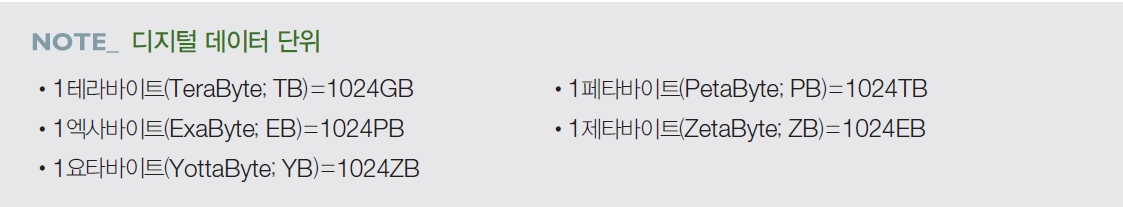 NOTE_ 디지털 데이터 단위
• 1테라바이트(TeraByte; TB)=1024GB
• 1페타바이트(PetaByte; PB)=1024TB
• 1엑사바이트(ExaByte; EB)=1024PB
• 1제타바이트(ZetaByte; ZB)=1024EB
• 1요타바이트(YottaByte; YB)=1024ZB